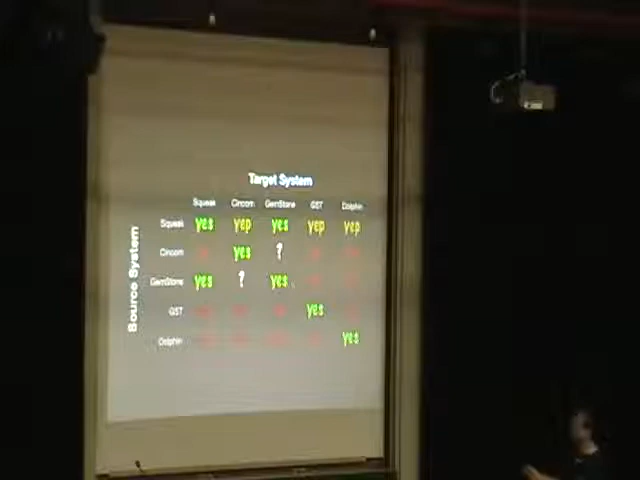 Target System
Squeak Cincom GemStone GST Dolphin
Source System
Squeak yes yep yes yep yep
Cincom yes ?
GemStone yes ? yes
GST yes
Dolphin yes